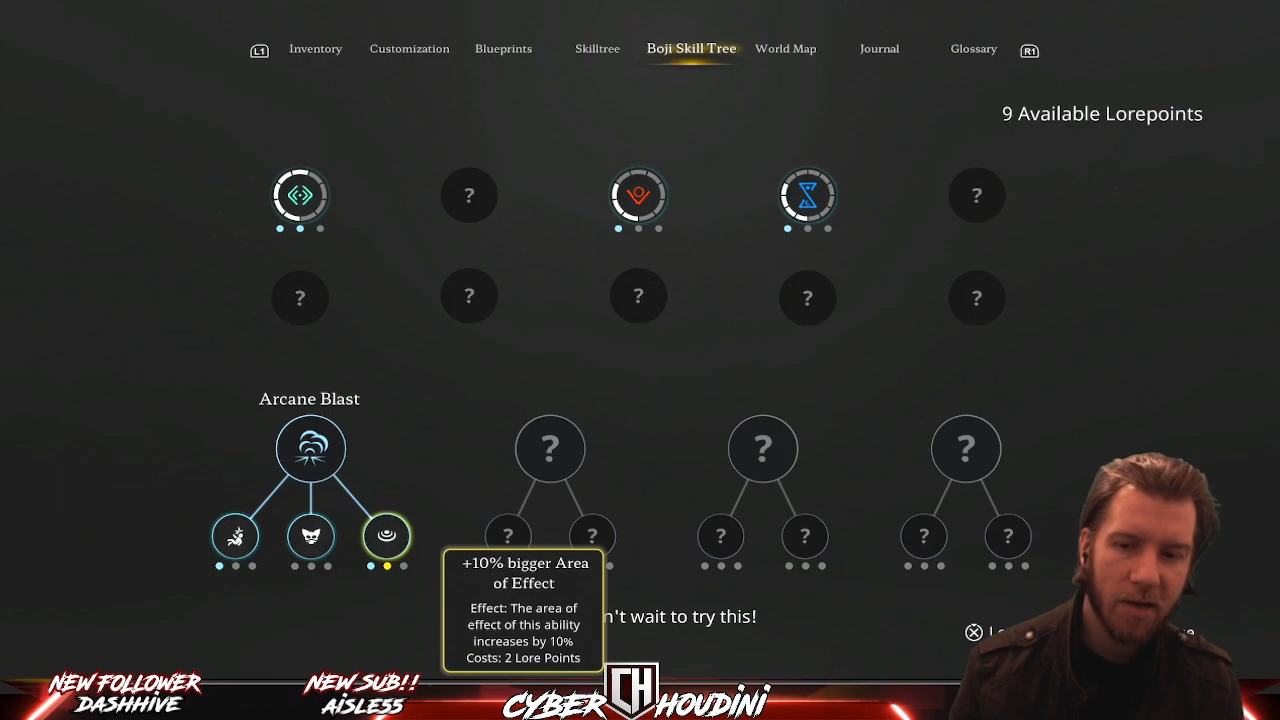 L1 Inventory Customization Blueprints Skilltree Boji Skill Tree World Map Journal Glossary R1
9 Available Lorepoints
? ?
? ? ? ? ?
Arcane Blast
? ? ?
? ? ? ? ? ?
+10% bigger Area
of Effect
Effect: The area of
effect of this ability
increases by 10%
Costs: 2 Lore Points
n't wait to try this!
NEW FOLLOWER
DASHHIVE
NEW SUB!!
AISLE55
CYBER CH HOUDINI